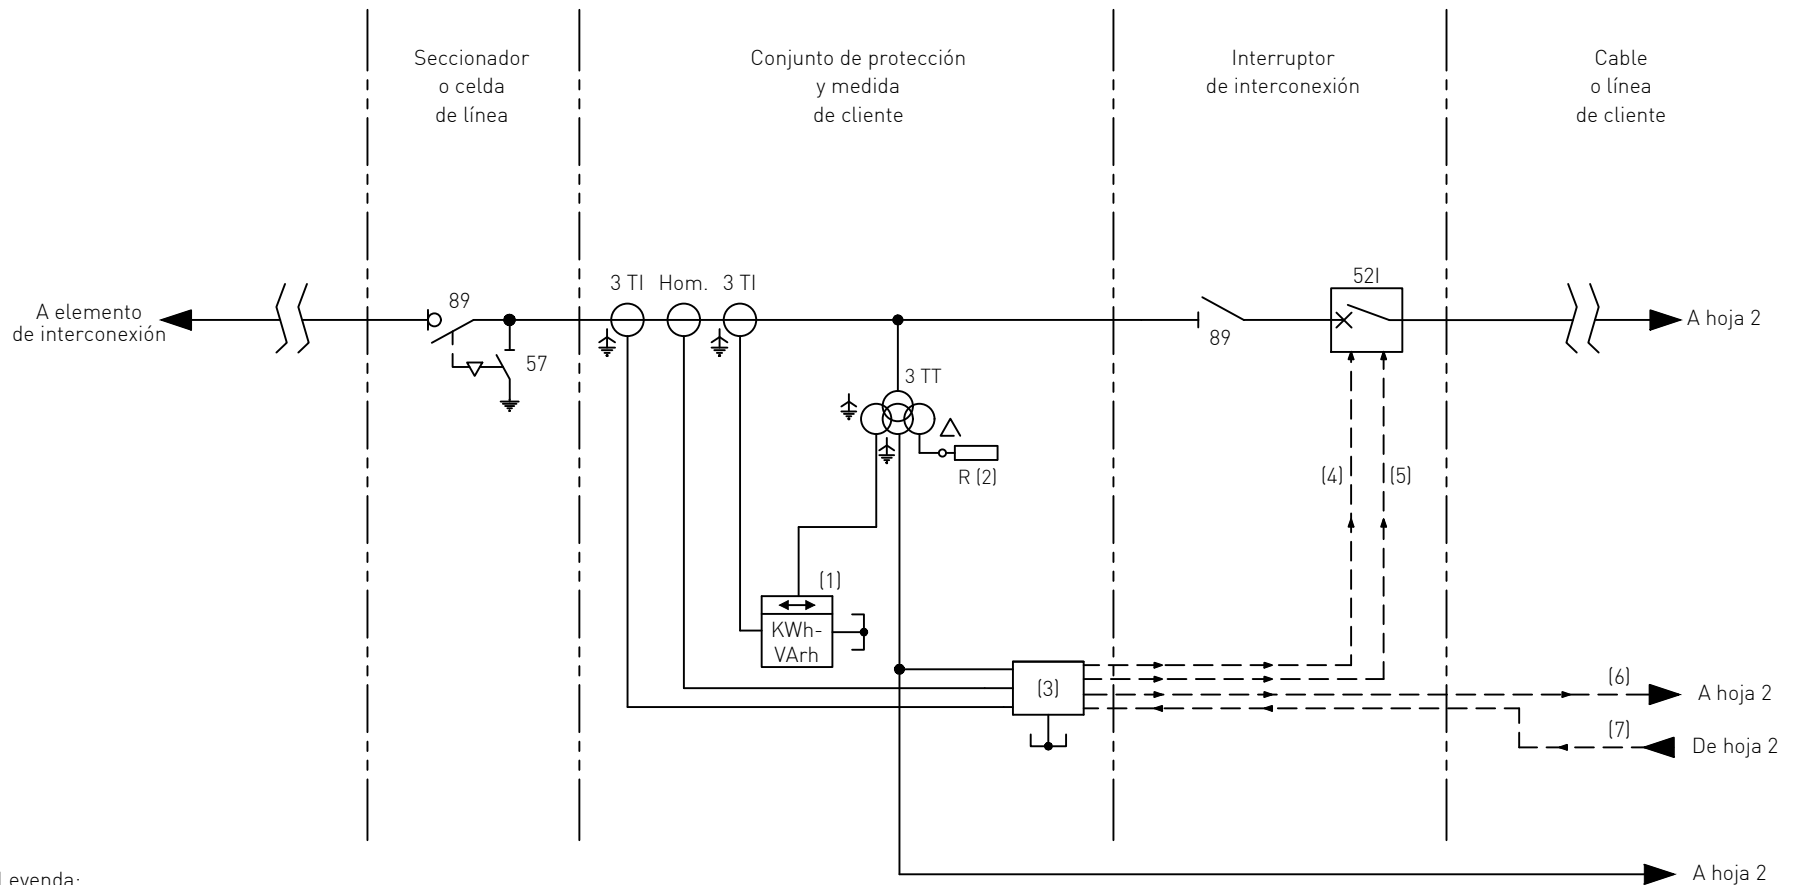 Seccionador
o celda
de línea
Conjunto de protección
y medida
de cliente
Interruptor
de interconexión
Cable
o línea
de cliente
A elemento
de interconexión
89
57
3 TI
Hom.
3 TI
3 TT
R (2)
(1)
KWh-
VArh
(3)
89
52I
(4)
(5)
A hoja 2
(6)
A hoja 2
(7)
De hoja 2
A hoja 2
Leyenda: